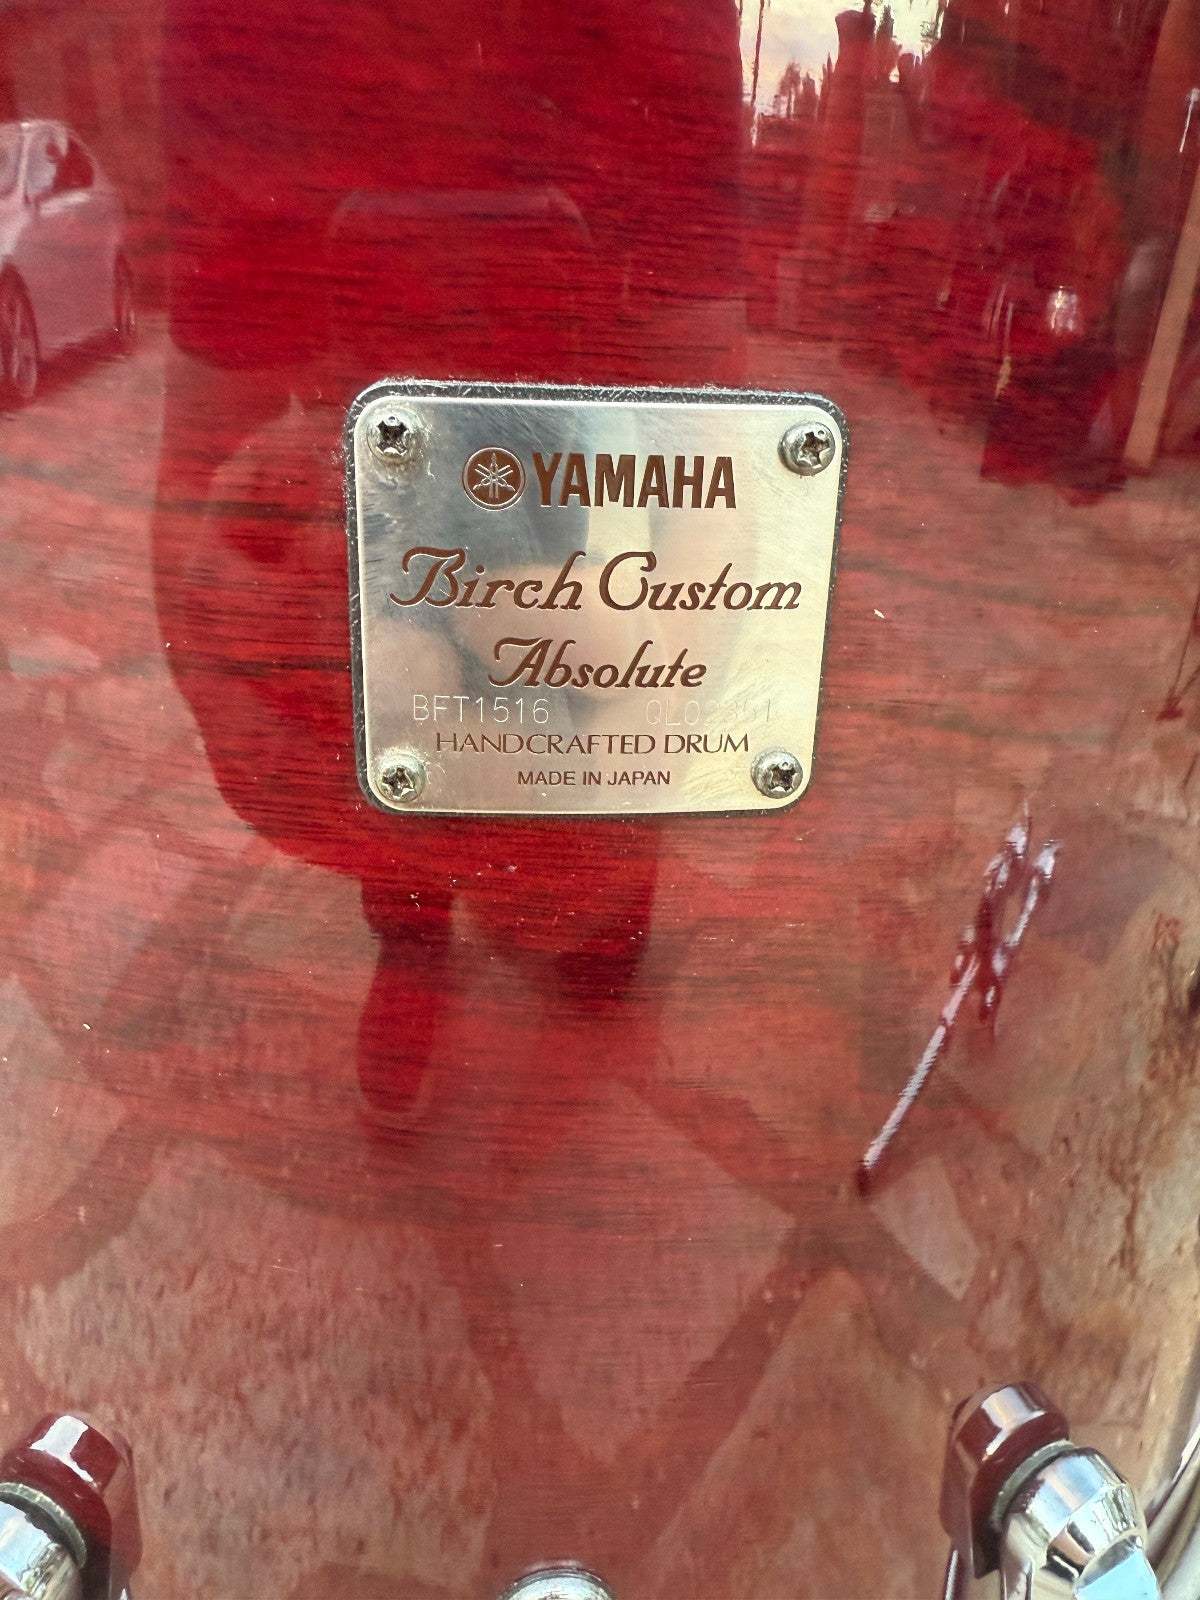 YAMAHA
Birch Custom
Absolute
BFT1516
HANDCRAFTED DRUM
MADE IN JAPAN